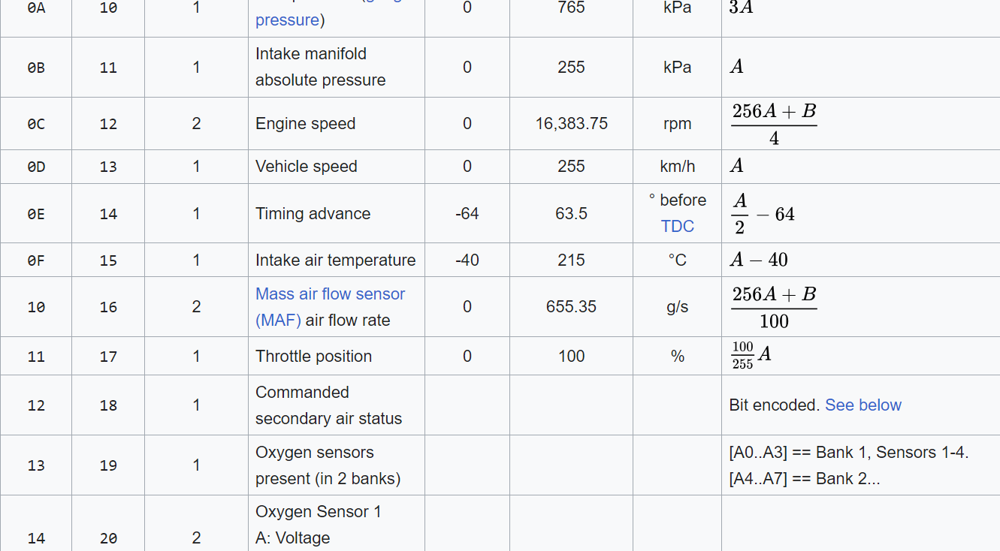 0A 10 1 0 765 kPa 3A
pressure)
0B 11 1 Intake manifold absolute pressure 0 255 kPa A
0C 12 2 Engine speed 0 16,383.75 rpm (256A + B)/4
0D 13 1 Vehicle speed 0 255 km/h A
0E 14 1 Timing advance -64 63.5 ° before TDC A/2 − 64
0F 15 1 Intake air temperature -40 215 °C A − 40
10 16 2 Mass air flow sensor (MAF) air flow rate 0 655.35 g/s (256A + B)/100
11 17 1 Throttle position 0 100 % 100/255 A
12 18 1 Commanded secondary air status Bit encoded. See below
13 19 1 Oxygen sensors present (in 2 banks) [A0..A3] == Bank 1, Sensors 1-4. [A4..A7] == Bank 2...
14 20 2 Oxygen Sensor 1 A: Voltage